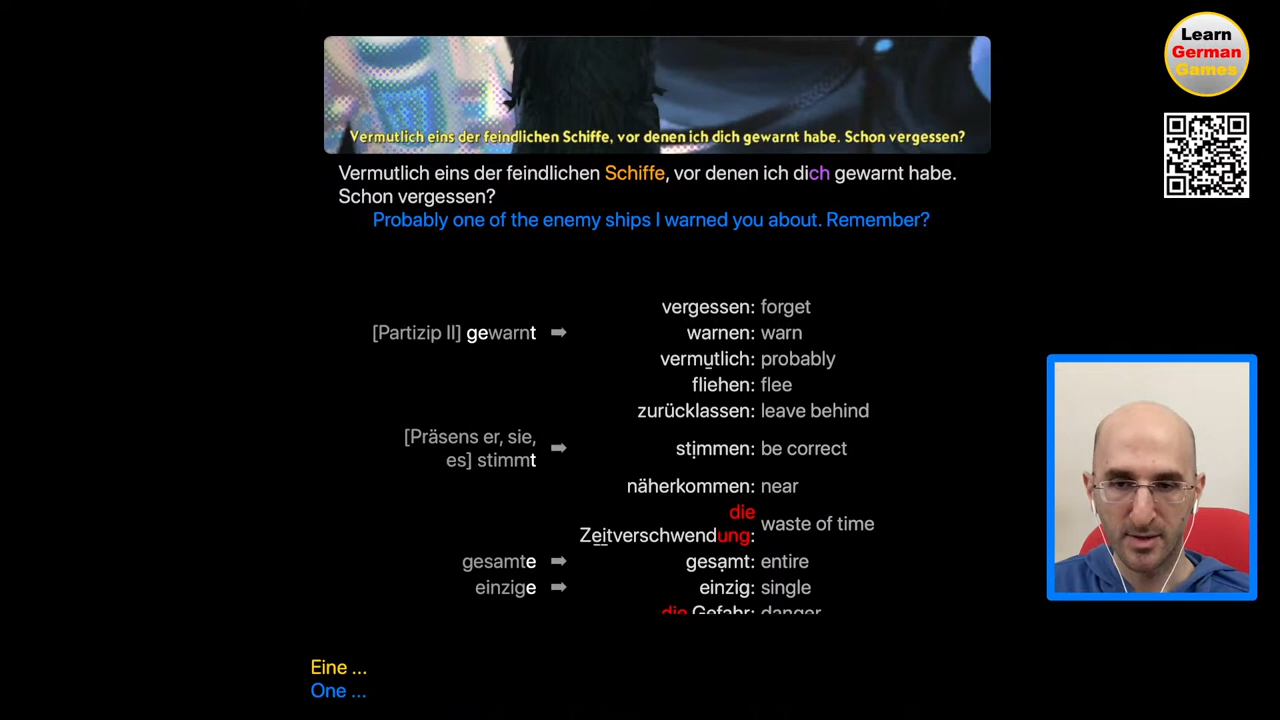 Learn
German
Games
Vermutlich eins der feindlichen Schiffe, vor denen ich dich gewarnt habe. Schon vergessen?
Vermutlich eins der feindlichen Schiffe, vor denen ich dich gewarnt habe.
Schon vergessen?
Probably one of the enemy ships I warned you about. Remember?
vergessen: forget
[Partizip II] gewarnt ➡ warnen: warn
vermutlich: probably
fliehen: flee
zurücklassen: leave behind
[Präsens er, sie,
es] stimmt ➡ stimmen: be correct
näherkommen: near
die
Zeitverschwendung: waste of time
gesamte ➡ gesamt: entire
einzige ➡ einzig: single
die Gefahr: danger
Eine ...
One ...